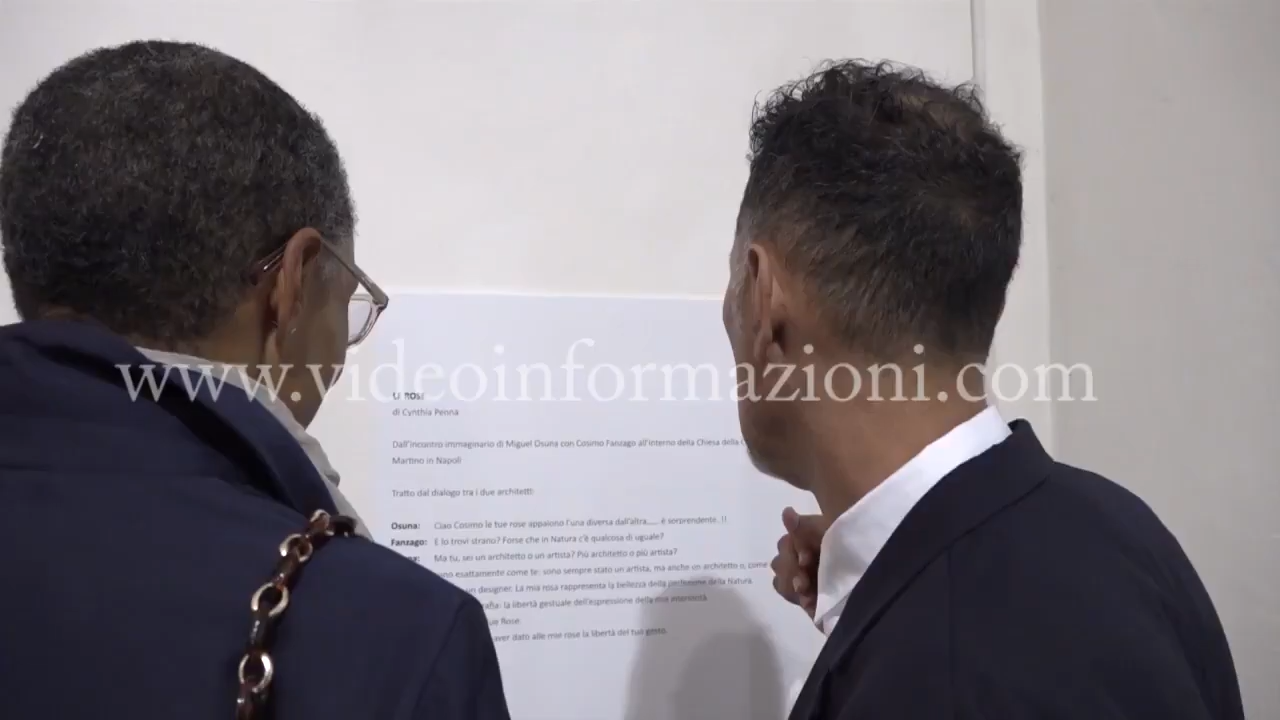 LE ROSE
di Cynthia Penna
Dall'incontro immaginario di Miguel Osuna con Cosimo Fanzago all'interno della Chiesa della
Martino in Napoli
Tratto dal dialogo tra i due architetti:
Osuna: Ciao Cosimo le tue rose appaiono l'una diversa dall'altra..... è sorprendente. !!
Fanzago: E lo trovi strano? Forse che in Natura c'è qualcosa di uguale?
Ma tu, sei un architetto o un artista? Più architetto o più artista?
esattamente come te: sono sempre stato un artista, ma anche un architetto o, come
un designer. La mia rosa rappresenta la bellezza della perfezione della Natura.
la libertà gestuale dell'espressione della mia interiorità.
Rose.
aver dato alle mie rose la libertà del tuo gesto.
www.videoinformazioni.com